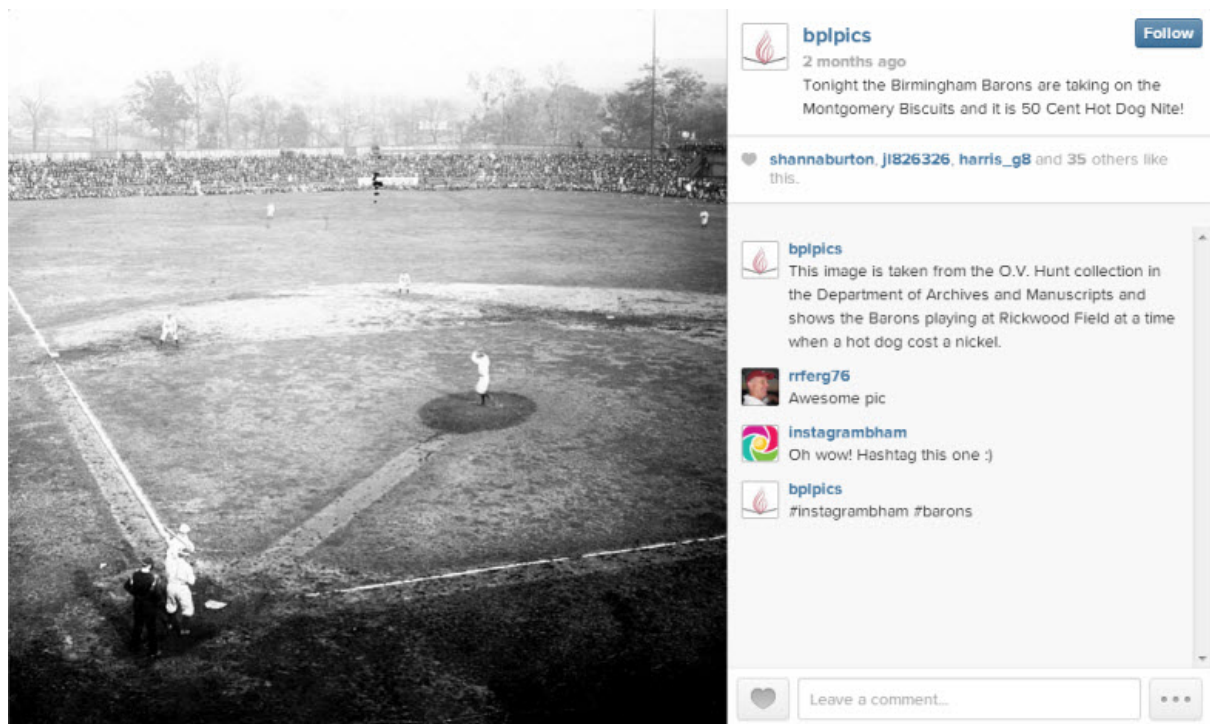 bplpics
Follow
2 months ago
Tonight the Birmingham Barons are taking on the
Montgomery Biscuits and it is 50 Cent Hot Dog Nite!
shannaburton, jl826326, harris_g8 and 35 others like
this.
bplpics
This image is taken from the O.V. Hunt collection in
the Department of Archives and Manuscripts and
shows the Barons playing at Rickwood Field at a time
when a hot dog cost a nickel.
rrferg76
Awesome pic
instagrambham
Oh wow! Hashtag this one :)
bplpics
#instagrambham #barons
Leave a comment...